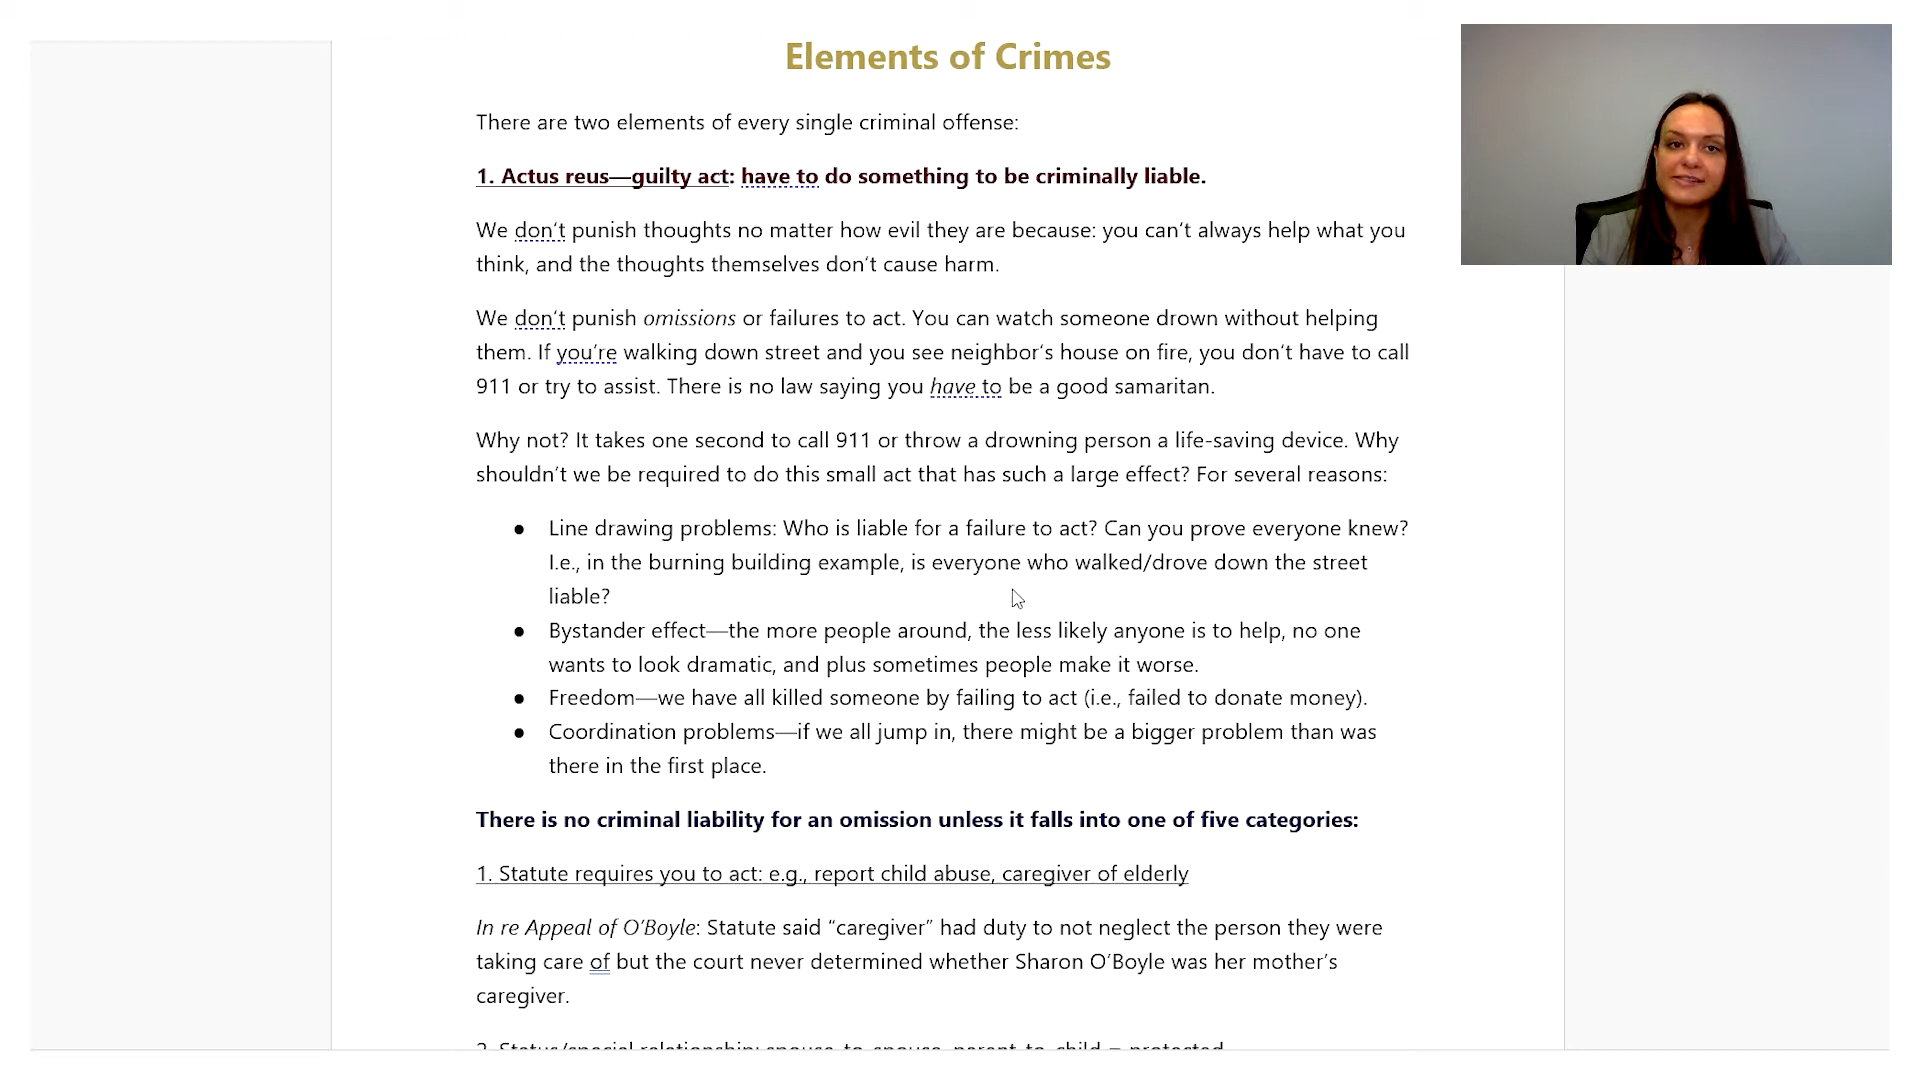 Elements of Crimes
There are two elements of every single criminal offense:
1. Actus reus—guilty act: have to do something to be criminally liable.
We don't punish thoughts no matter how evil they are because: you can't always help what you
think, and the thoughts themselves don't cause harm.
We don't punish omissions or failures to act. You can watch someone drown without helping
them. If you're walking down street and you see neighbor's house on fire, you don't have to call
911 or try to assist. There is no law saying you have to be a good samaritan.
Why not? It takes one second to call 911 or throw a drowning person a life-saving device. Why
shouldn't we be required to do this small act that has such a large effect? For several reasons:
● Line drawing problems: Who is liable for a failure to act? Can you prove everyone knew?
I.e., in the burning building example, is everyone who walked/drove down the street
liable?
● Bystander effect—the more people around, the less likely anyone is to help, no one
wants to look dramatic, and plus sometimes people make it worse.
● Freedom—we have all killed someone by failing to act (i.e., failed to donate money).
● Coordination problems—if we all jump in, there might be a bigger problem than was
there in the first place.
There is no criminal liability for an omission unless it falls into one of five categories:
1. Statute requires you to act: e.g., report child abuse, caregiver of elderly
In re Appeal of O'Boyle: Statute said “caregiver” had duty to not neglect the person they were
taking care of but the court never determined whether Sharon O'Boyle was her mother's
caregiver.
2. Status/special relationship: spouse-to-spouse, parent-to-child = protected